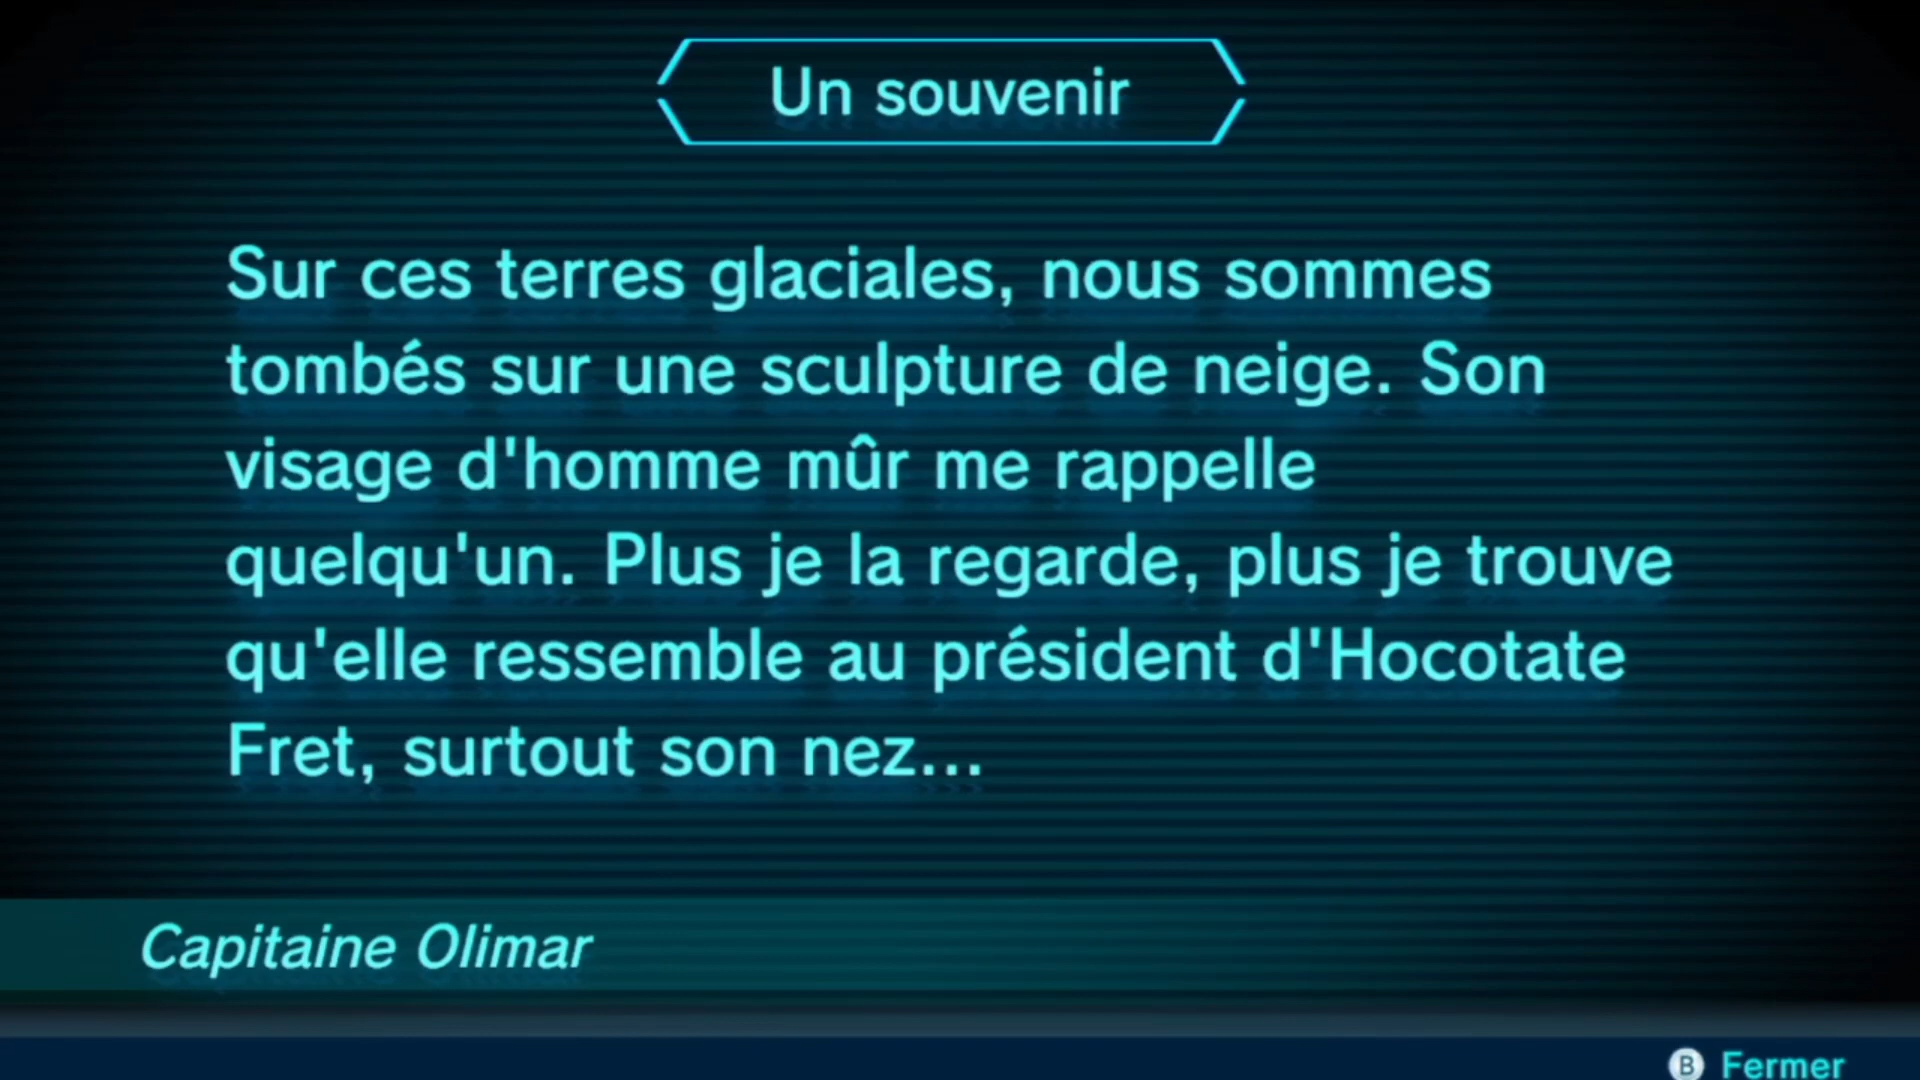 Un souvenir
Sur ces terres glaciales, nous sommes
tombés sur une sculpture de neige. Son
visage d'homme mûr me rappelle
quelqu'un. Plus je la regarde, plus je trouve
qu'elle ressemble au président d'Hocotate
Fret, surtout son nez...
Capitaine Olimar
B Fermer